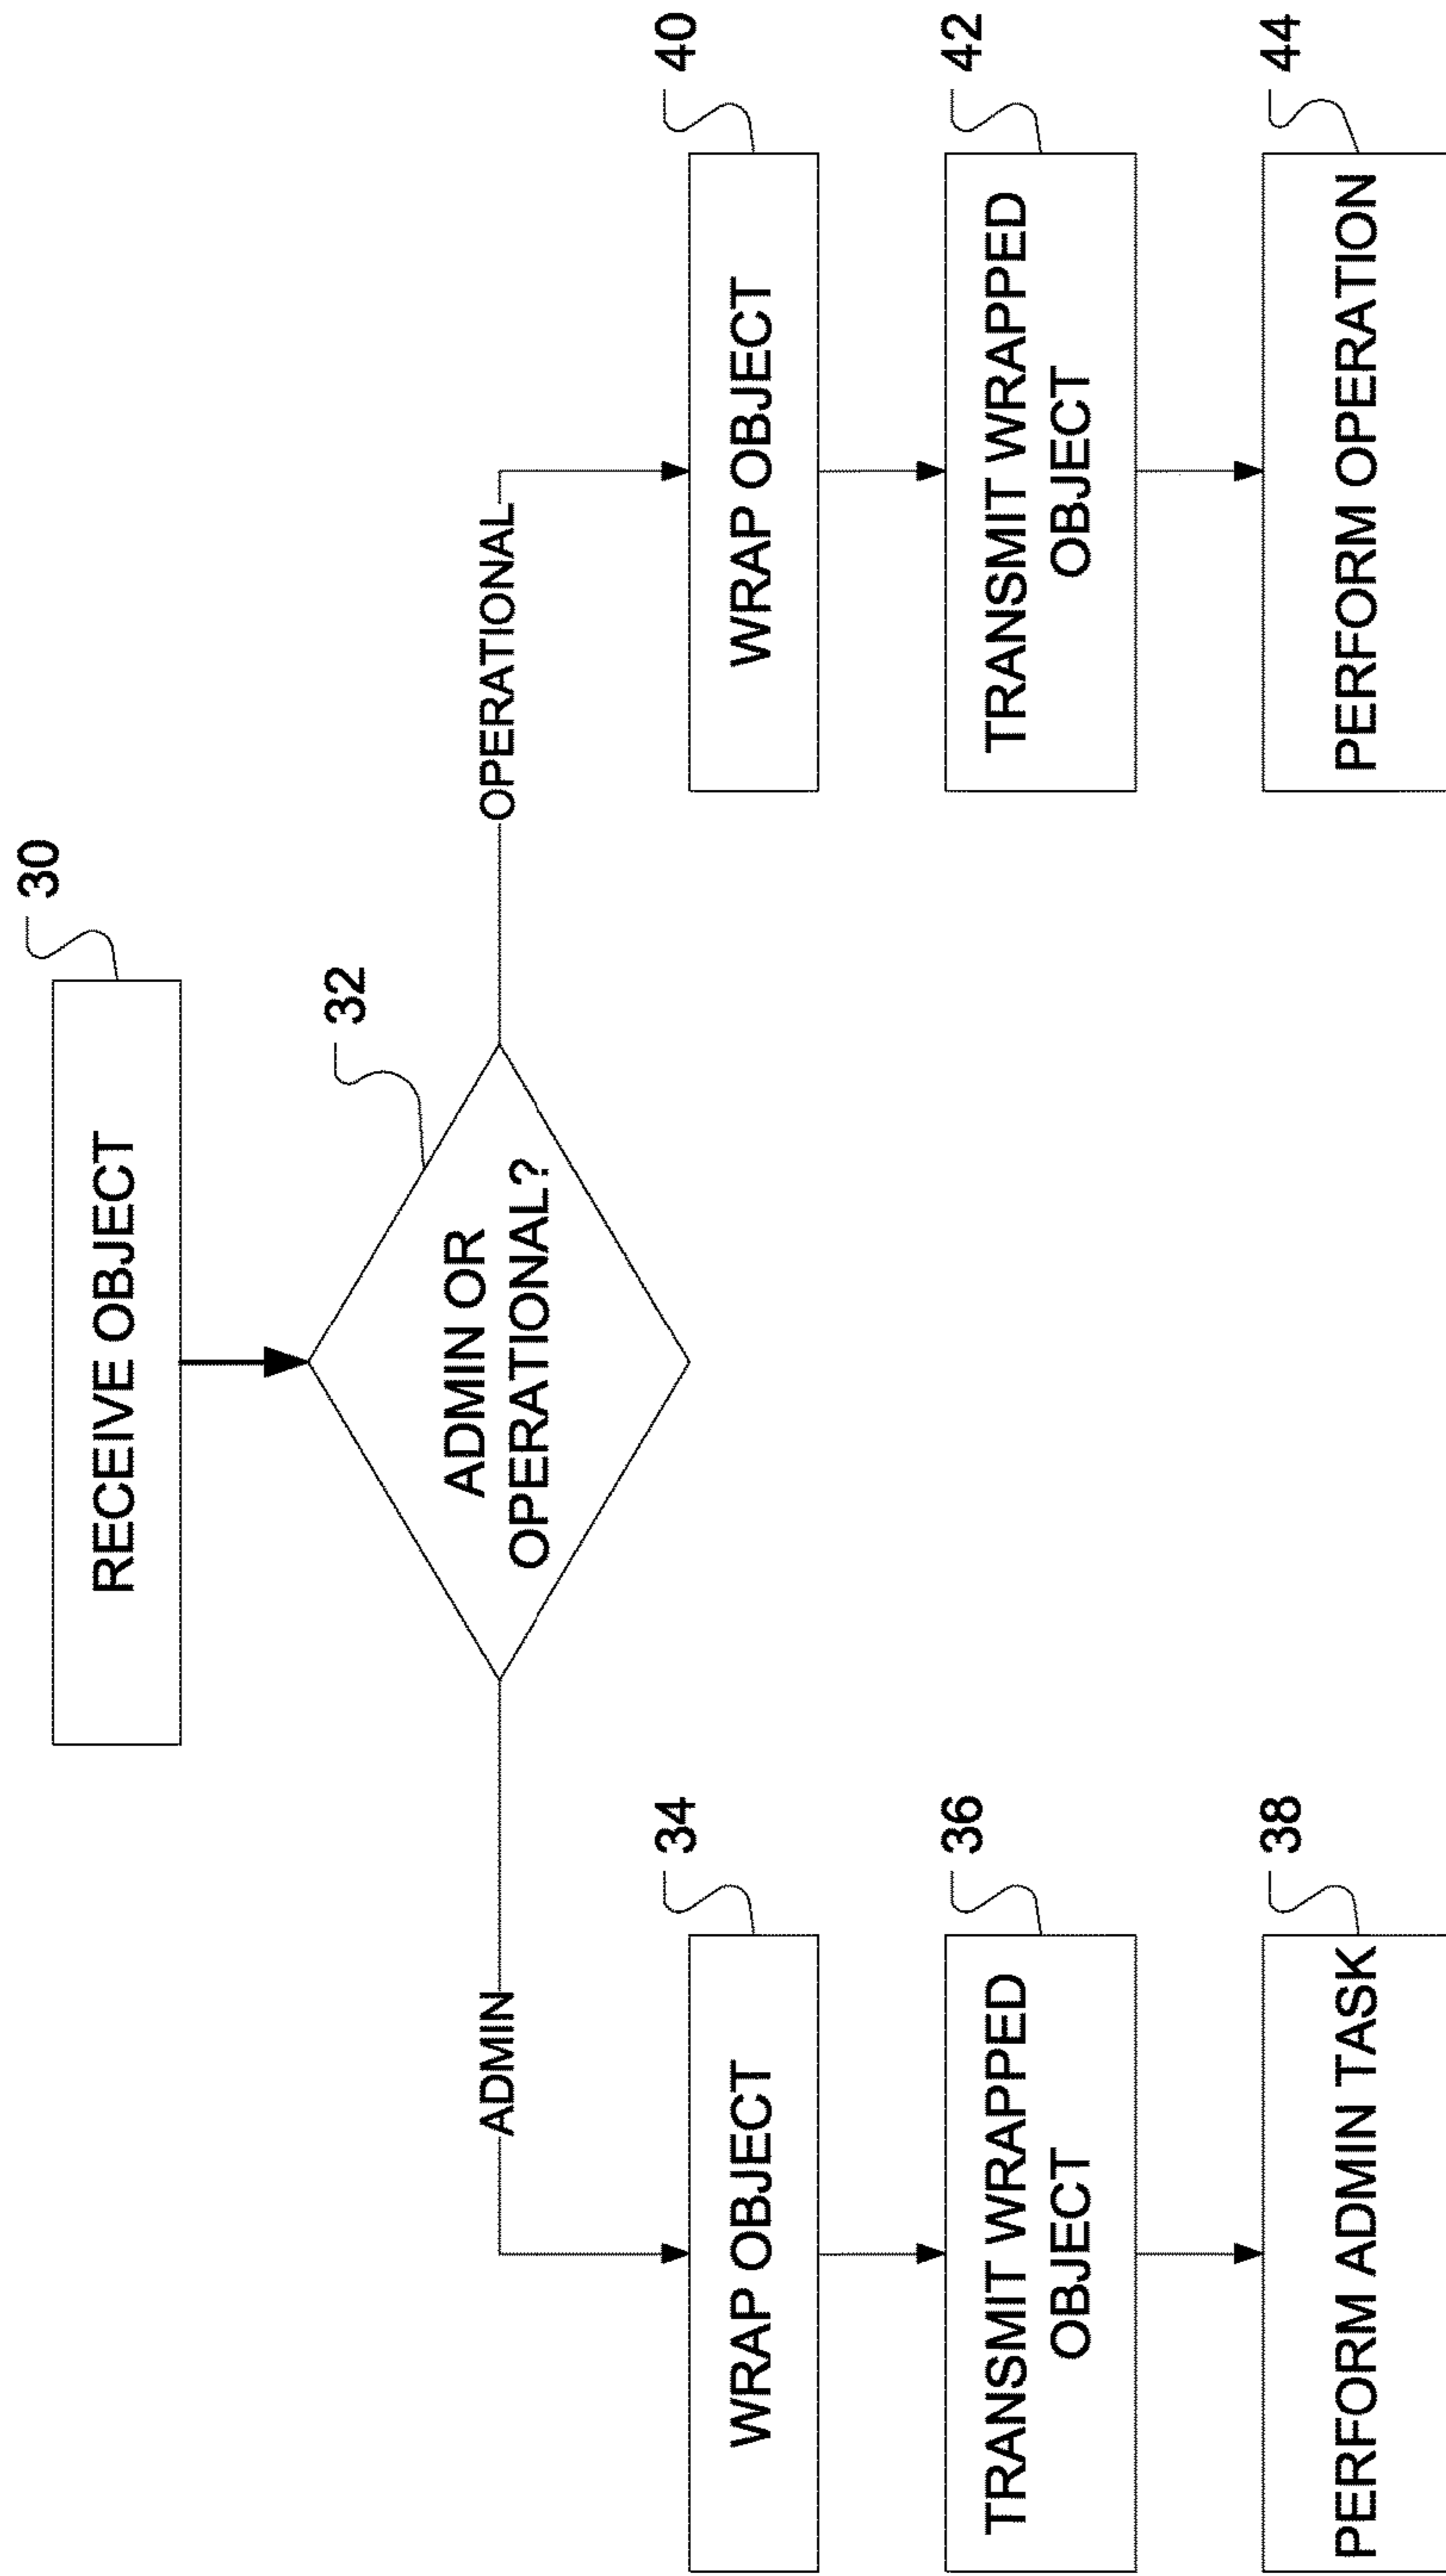 RECEIVE OBJECT
30
ADMIN OR
OPERATIONAL?
32
ADMIN
OPERATIONAL
WRAP OBJECT
34
WRAP OBJECT
40
TRANSMIT WRAPPED
OBJECT
36
TRANSMIT WRAPPED
OBJECT
42
PERFORM ADMIN TASK
38
PERFORM OPERATION
44